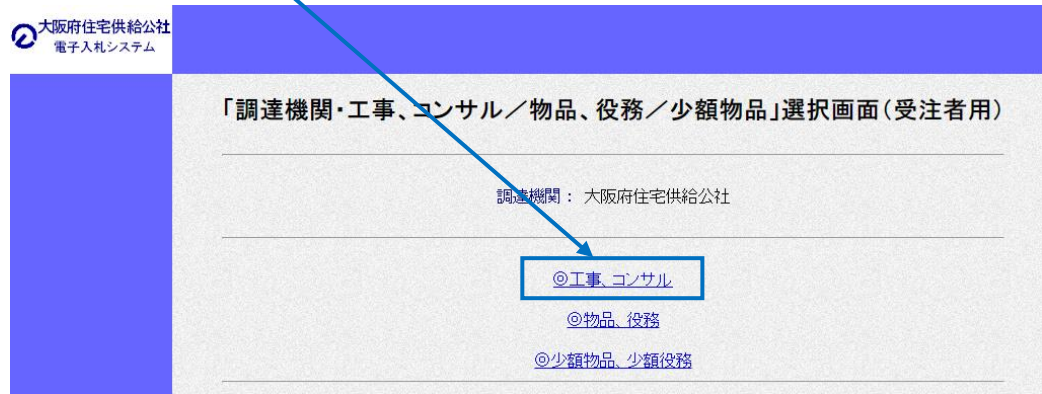 大阪府住宅供給公社
電子入札システム
「調達機関・工事、コンサル／物品、役務／少額物品」選択画面（受注者用）
調達機関： 大阪府住宅供給公社
◎工事、コンサル
◎物品、役務
◎少額物品、少額役務